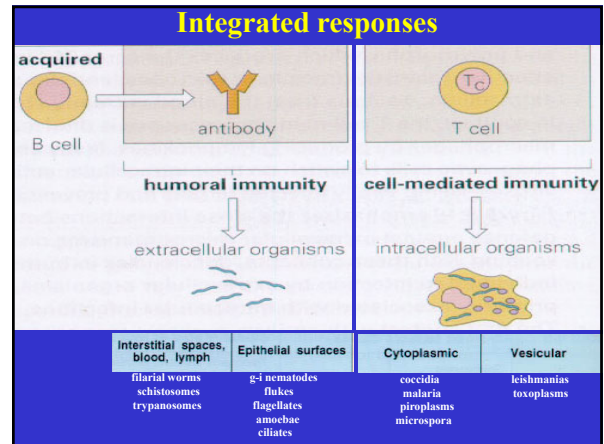 Integrated responses
acquired
B cell
antibody
Tc
T cell
humoral immunity
cell-mediated immunity
extracellular organisms
intracellular organisms
Interstitial spaces,
blood, lymph
Epithelial surfaces
Cytoplasmic
Vesicular
filarial worms
schistosomes
trypanosomes
g-i nematodes
flukes
flagellates
amoebae
ciliates
coccidia
malaria
piroplasms
microspora
leishmanias
toxoplasms